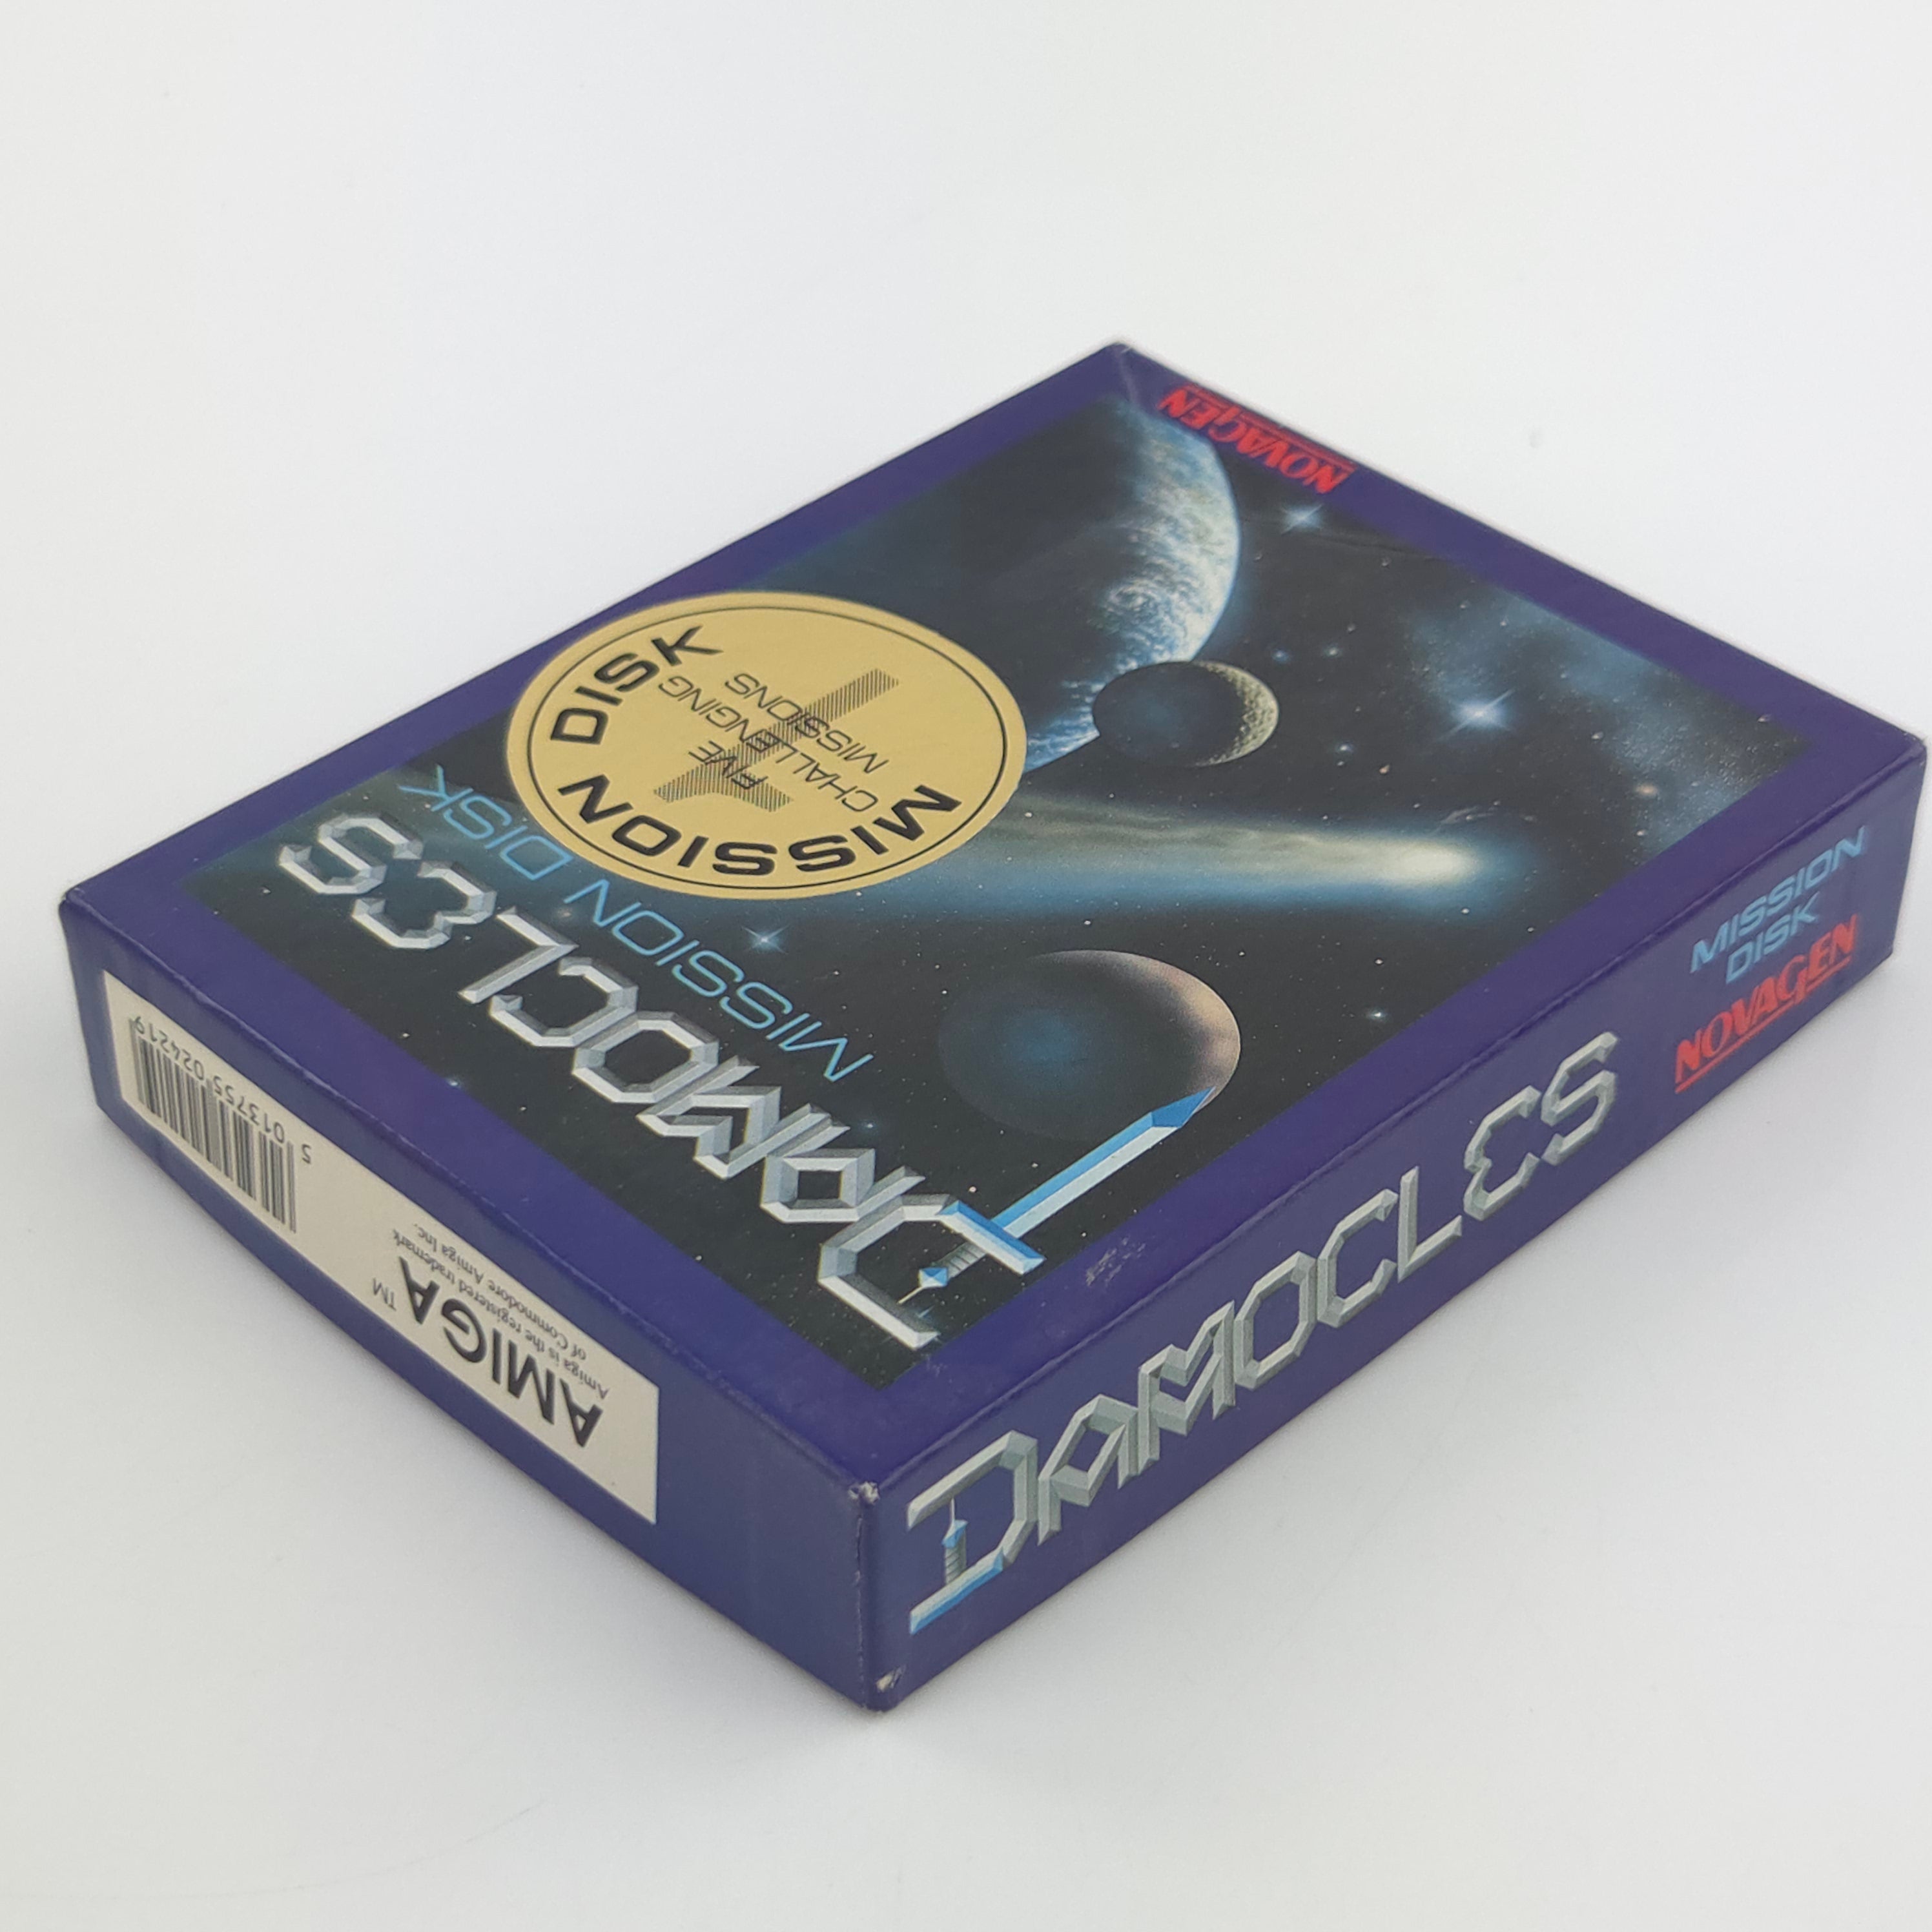 DAMOCLES
MISSION DISK
MISSION DISK
FIVE
CHALLENGING
MISSIONS
NOVAGEN
DAMOCLES
MISSION
DISK
NOVAGEN
AMIGA TM
Amiga is the registered trademark
of Commodore Amiga Inc.
5 013755 024219